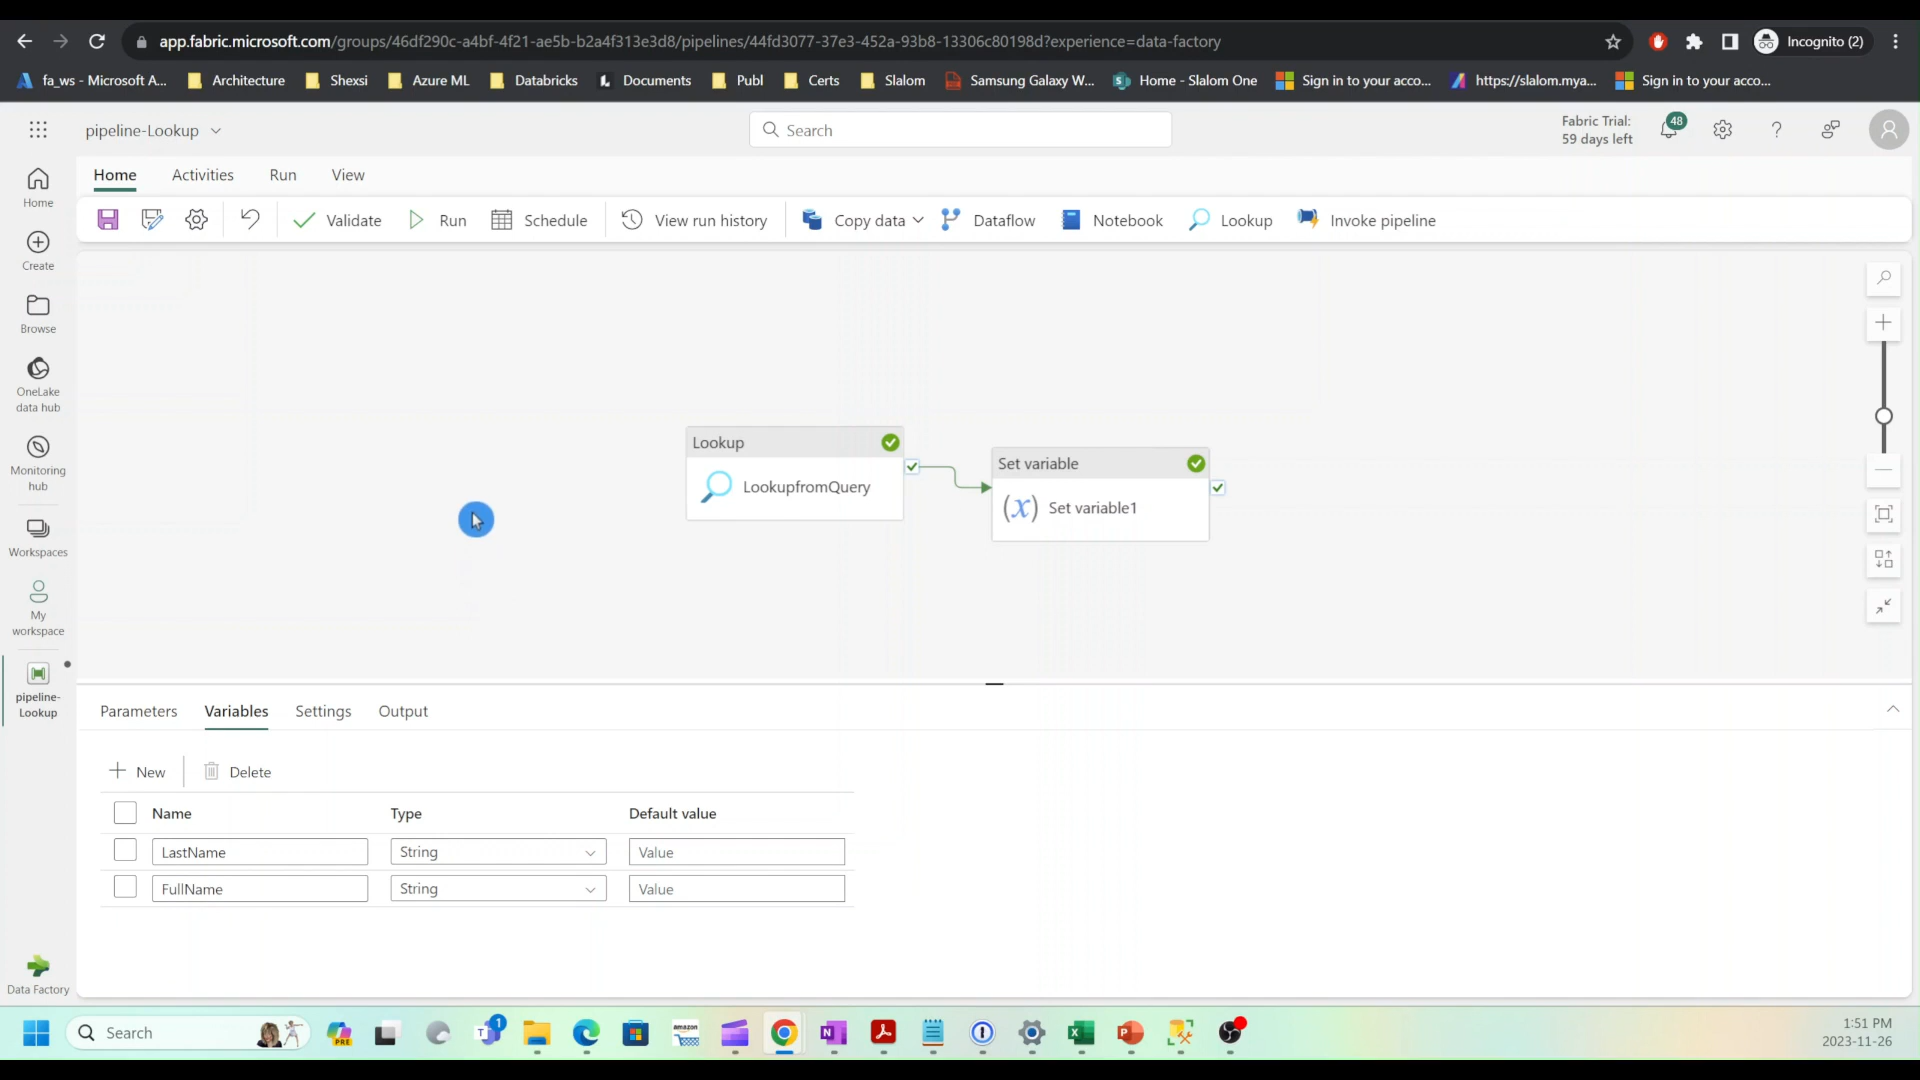 app.fabric.microsoft.com/groups/46df290c-a4bf-4f21-ae5b-b2a4f313e3d8/pipelines/44fd3077-37e3-452a-93b8-13306c80198d?experience=data-factory
Incognito (2)
fa_ws - Microsoft A...
Architecture
Shexsi
Azure ML
Databricks
Documents
Publ
Certs
Slalom
Samsung Galaxy W...
Home - Slalom One
Sign in to your acco...
https://slalom.mya...
Sign in to your acco...
pipeline-Lookup
Search
Fabric Trial:
59 days left
48
Home
Activities
Run
View
Validate
Run
Schedule
View run history
Copy data
Dataflow
Notebook
Lookup
Invoke pipeline
Home
Create
Browse
OneLake
data hub
Monitoring
hub
Workspaces
My
workspace
pipeline-
Lookup
Data Factory
Lookup
LookupfromQuery
Set variable
(x) Set variable1
Parameters
Variables
Settings
Output
New
Delete
Name
Type
Default value
LastName
String
Value
FullName
String
Value
Search
PRE
T
1
amazon
N
P
1:51 PM
2023-11-26